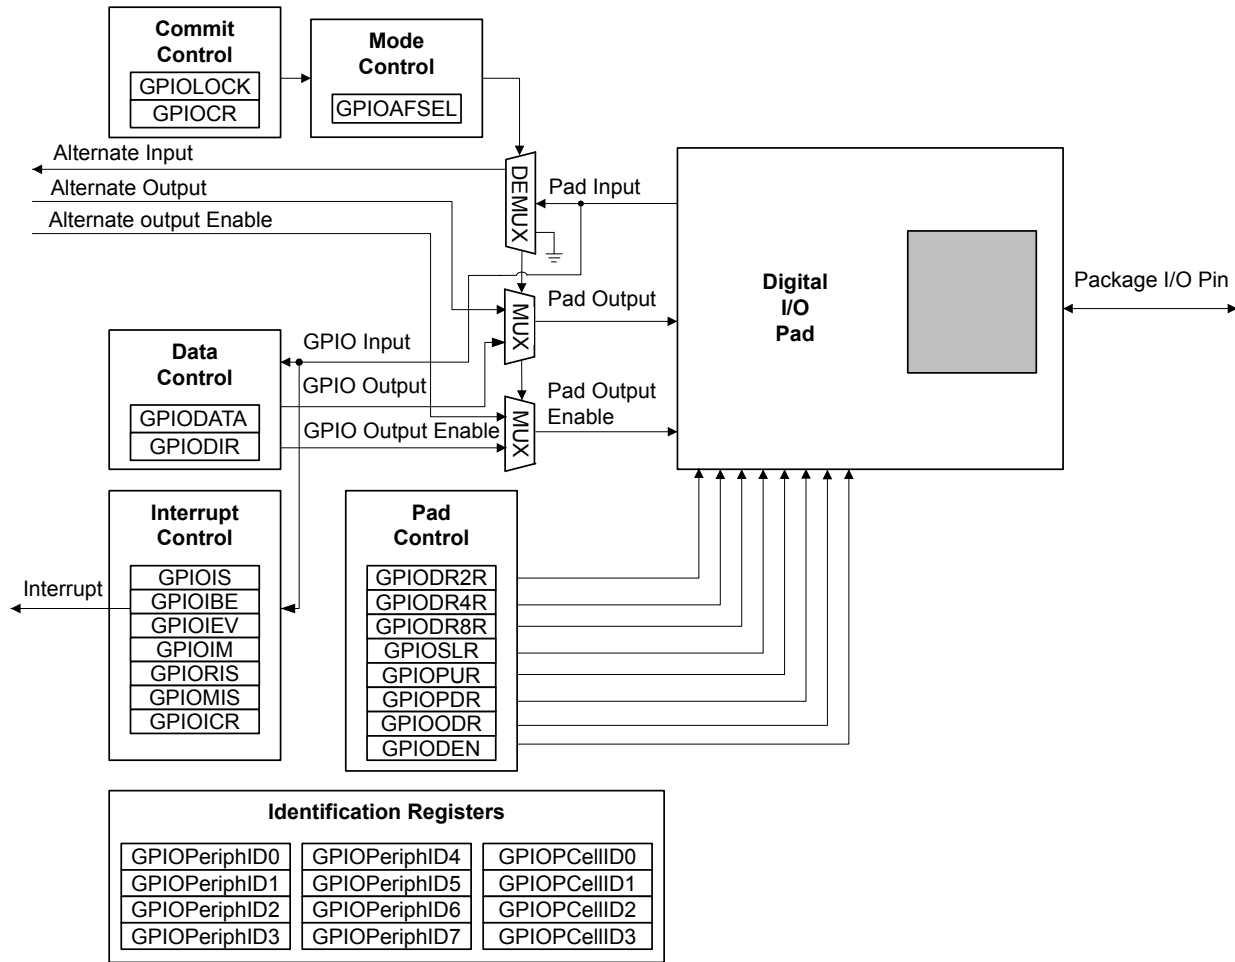 Commit
Control
GPIOLOCK
GPIOCR
Mode
Control
GPIOAFSEL
Alternate Input
Alternate Output
Alternate output Enable
DEMUX
Pad Input
MUX
Pad Output
MUX
Pad Output
Enable
Digital
I/O
Pad
Package I/O Pin
Data
Control
GPIODATA
GPIODIR
GPIO Input
GPIO Output
GPIO Output Enable
Interrupt
Control
GPIOIS
GPIOIBE
GPIOIEV
GPIOIM
GPIORIS
GPIOMIS
GPIOICR
Interrupt
Pad
Control
GPIODR2R
GPIODR4R
GPIODR8R
GPIOSLR
GPIOPUR
GPIOPDR
GPIOODR
GPIODEN
Identification Registers
GPIOPeriphID0
GPIOPeriphID1
GPIOPeriphID2
GPIOPeriphID3
GPIOPeriphID4
GPIOPeriphID5
GPIOPeriphID6
GPIOPeriphID7
GPIOPCellID0
GPIOPCellID1
GPIOPCellID2
GPIOPCellID3